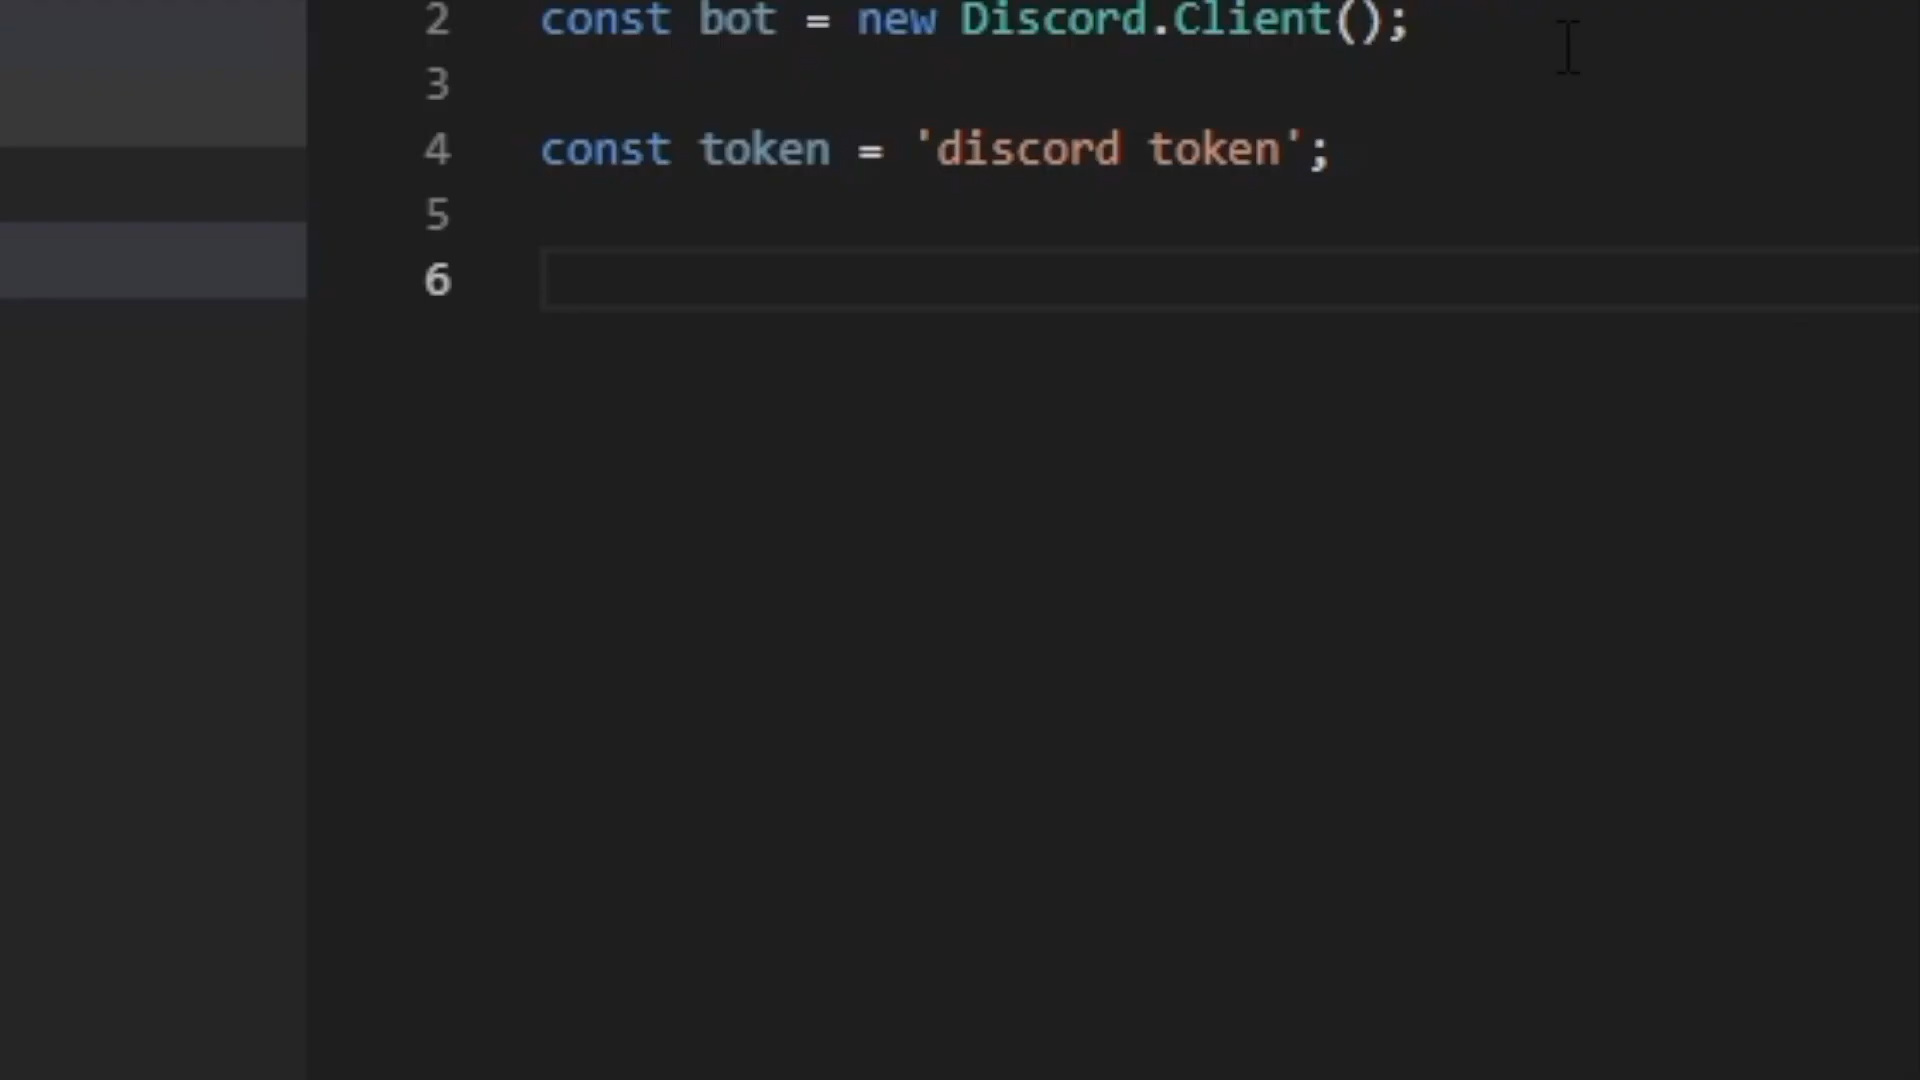 2 const bot = new Discord.Client();
3
4 const token = 'discord token';
5
6